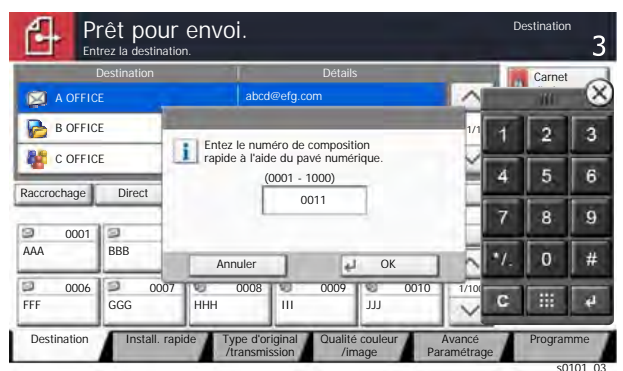 Prêt pour envoi.
Entrez la destination.
Destination
3
Destination Détails
Carnet
A OFFICE abcd@efg.com
B OFFICE
1/1
C OFFICE
Entez le numéro de composition
rapide à l'aide du pavé numérique.
(0001 - 1000)
0011
Annuler OK
Raccrochage Direct
0001
AAA BBB
0006 0007 0008 0009 0010 1/100
FFF GGG HHH III JJJ
1 2 3
4 5 6
7 8 9
*/. 0 #
C
Destination Install. rapide Type d'original
/transmission Qualité couleur
/image Avancé
Paramétrage Programme
s0101_03